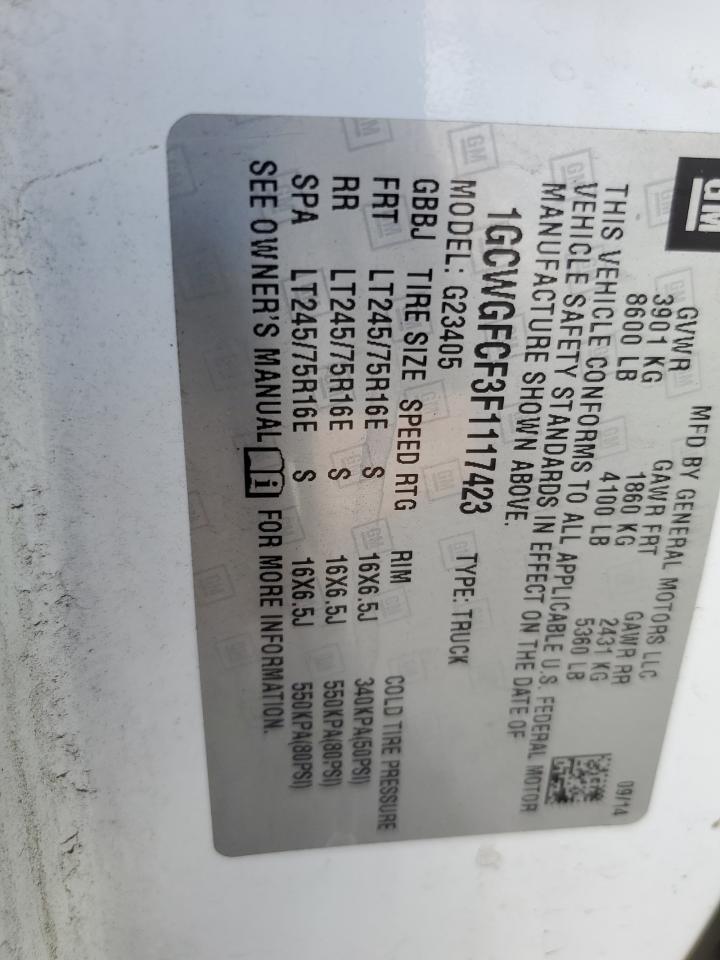 GM
MFD BY GENERAL MOTORS LLC 09/14
GVWR GAWR FRT GAWR RR
3901 KG 1860 KG 2431 KG
8600 LB 4100 LB 5360 LB
THIS VEHICLE CONFORMS TO ALL APPLICABLE U.S. FEDERAL MOTOR
VEHICLE SAFETY STANDARDS IN EFFECT ON THE DATE OF
MANUFACTURE SHOWN ABOVE.
1GCWGFCF3F1117423 TYPE: TRUCK
MODEL: G23405
GBBJ TIRE SIZE SPEED RTG RIM COLD TIRE PRESSURE
FRT LT245/75R16E S 16X6.5J 340KPA(50PSI)
RR LT245/75R16E S 16X6.5J 550KPA(80PSI)
SPA LT245/75R16E S 16X6.5J 550KPA(80PSI)
SEE OWNER'S MANUAL i FOR MORE INFORMATION.